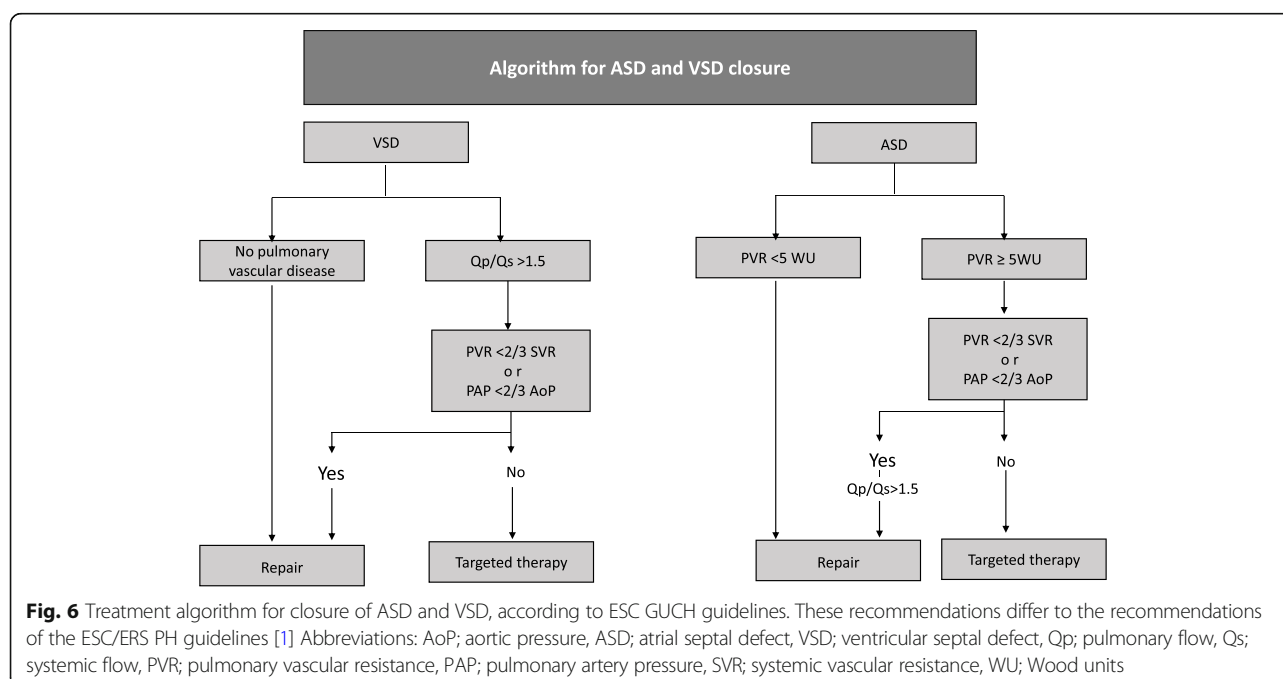 Algorithm for ASD and VSD closure
VSD
No pulmonary
vascular disease
Qp/Qs >1.5
PVR <2/3 SVR
o r
PAP <2/3 AoP
Yes
No
Repair
Targeted therapy
ASD
PVR <5 WU
PVR ≥ 5WU
PVR <2/3 SVR
o r
PAP <2/3 AoP
Yes
Qp/Qs>1.5
No
Repair
Targeted therapy
Fig. 6 Treatment algorithm for closure of ASD and VSD, according to ESC GUCH guidelines. These recommendations differ to the recommendations
of the ESC/ERS PH guidelines [1] Abbreviations: AoP; aortic pressure, ASD; atrial septal defect, VSD; ventricular septal defect, Qp; pulmonary flow, Qs;
systemic flow, PVR; pulmonary vascular resistance, PAP; pulmonary artery pressure, SVR; systemic vascular resistance, WU; Wood units